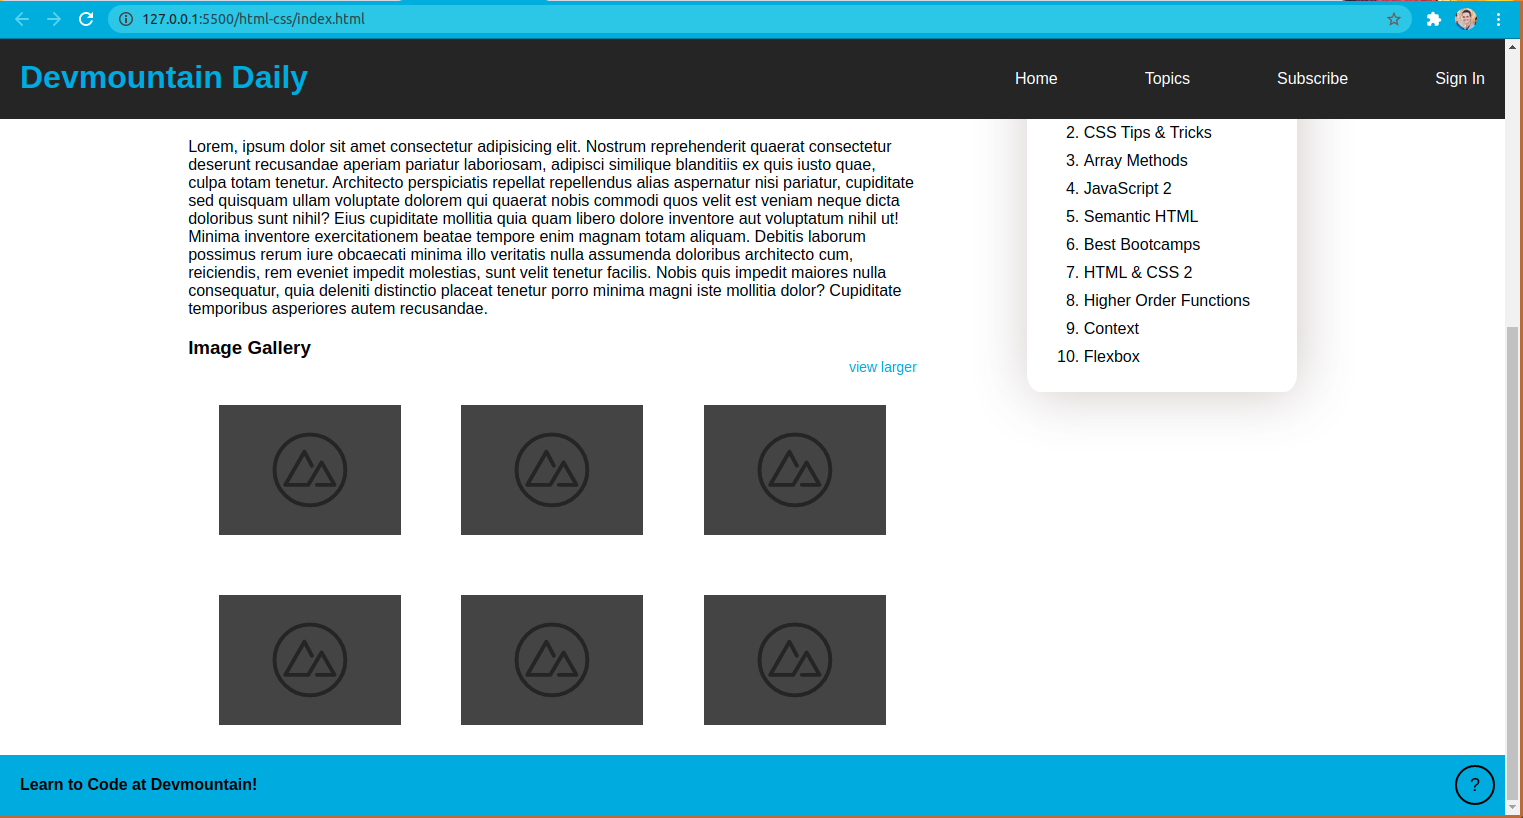 127.0.0.1:5500/html-css/index.html
Devmountain Daily
Home
Topics
Subscribe
Sign In
Lorem, ipsum dolor sit amet consectetur adipisicing elit. Nostrum reprehenderit quaerat consectetur
deserunt recusandae aperiam pariatur laboriosam, adipisci similique blanditiis ex quis iusto quae,
culpa totam tenetur. Architecto perspiciatis repellat repellendus alias aspernatur nisi pariatur, cupiditate
sed quisquam ullam voluptate dolorem qui quaerat nobis commodi quos velit est veniam neque dicta
doloribus sunt nihil? Eius cupiditate mollitia quia quam libero dolore inventore aut voluptatum nihil ut!
Minima inventore exercitationem beatae tempore enim magnam totam aliquam. Debitis laborum
possimus rerum iure obcaecati minima illo veritatis nulla assumenda doloribus architecto cum,
reiciendis, rem eveniet impedit molestias, sunt velit tenetur facilis. Nobis quis impedit maiores nulla
consequatur, quia deleniti distinctio placeat tenetur porro minima magni iste mollitia dolor? Cupiditate
temporibus asperiores autem recusandae.
Image Gallery
view larger
2. CSS Tips & Tricks
3. Array Methods
4. JavaScript 2
5. Semantic HTML
6. Best Bootcamps
7. HTML & CSS 2
8. Higher Order Functions
9. Context
10. Flexbox
Learn to Code at Devmountain!
?